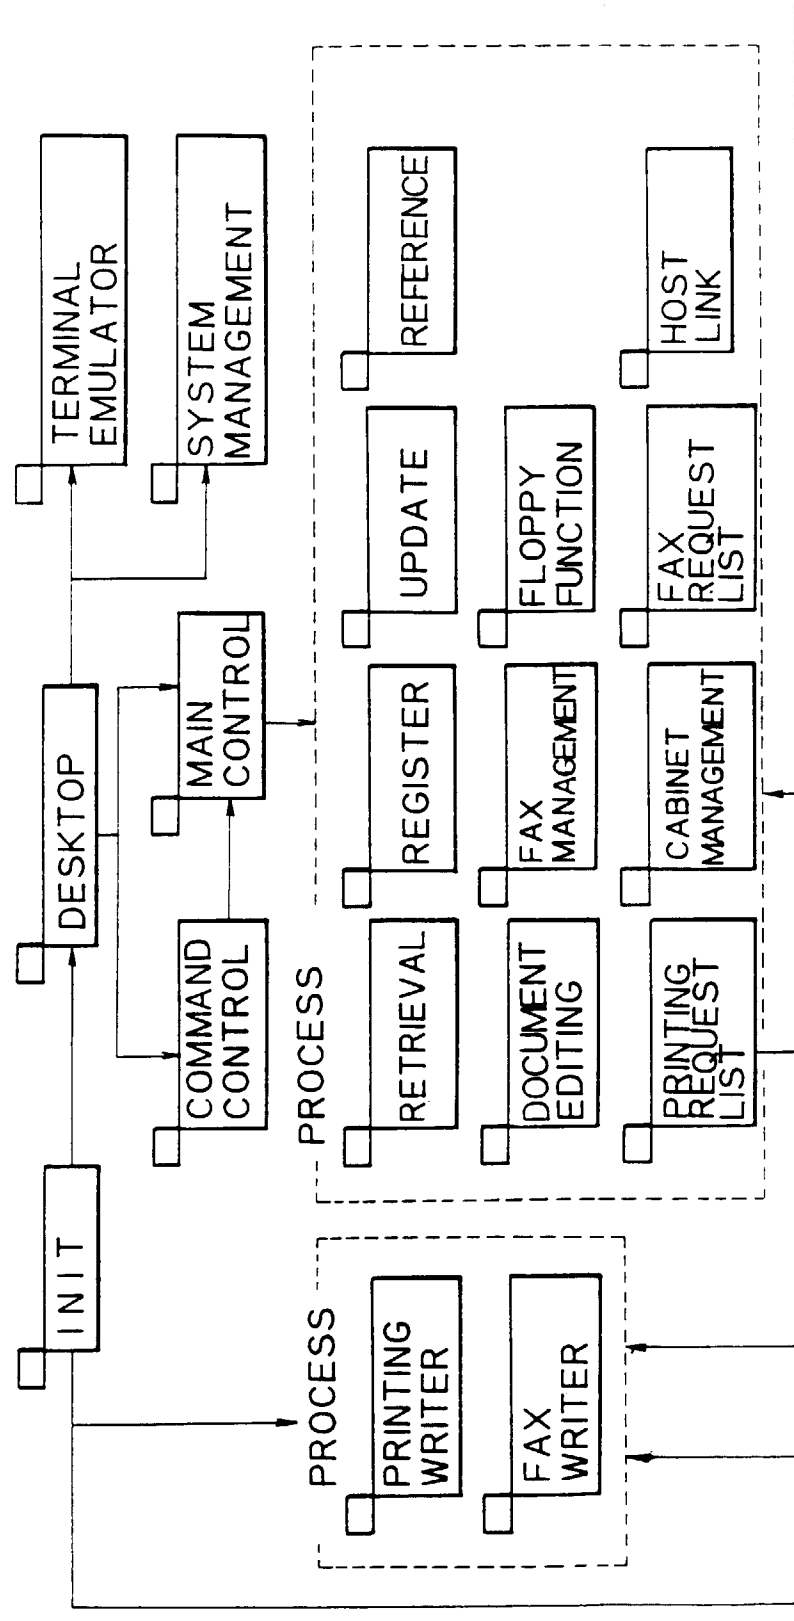 INIT
DESKTOP
TERMINAL
EMULATOR
COMMAND
CONTROL
MAIN
CONTROL
SYSTEM
MANAGEMENT
PROCESS
PRINTING
WRITER
FAX
WRITER
PROCESS
RETRIEVAL
REGISTER
UPDATE
REFERENCE
DOCUMENT
EDITING
FAX
MANAGEMENT
FLOPPY
FUNCTION
PRINTING
REQUEST
LIST
CABINET
MANAGEMENT
FAX
REQUEST
LIST
HOST
LINK